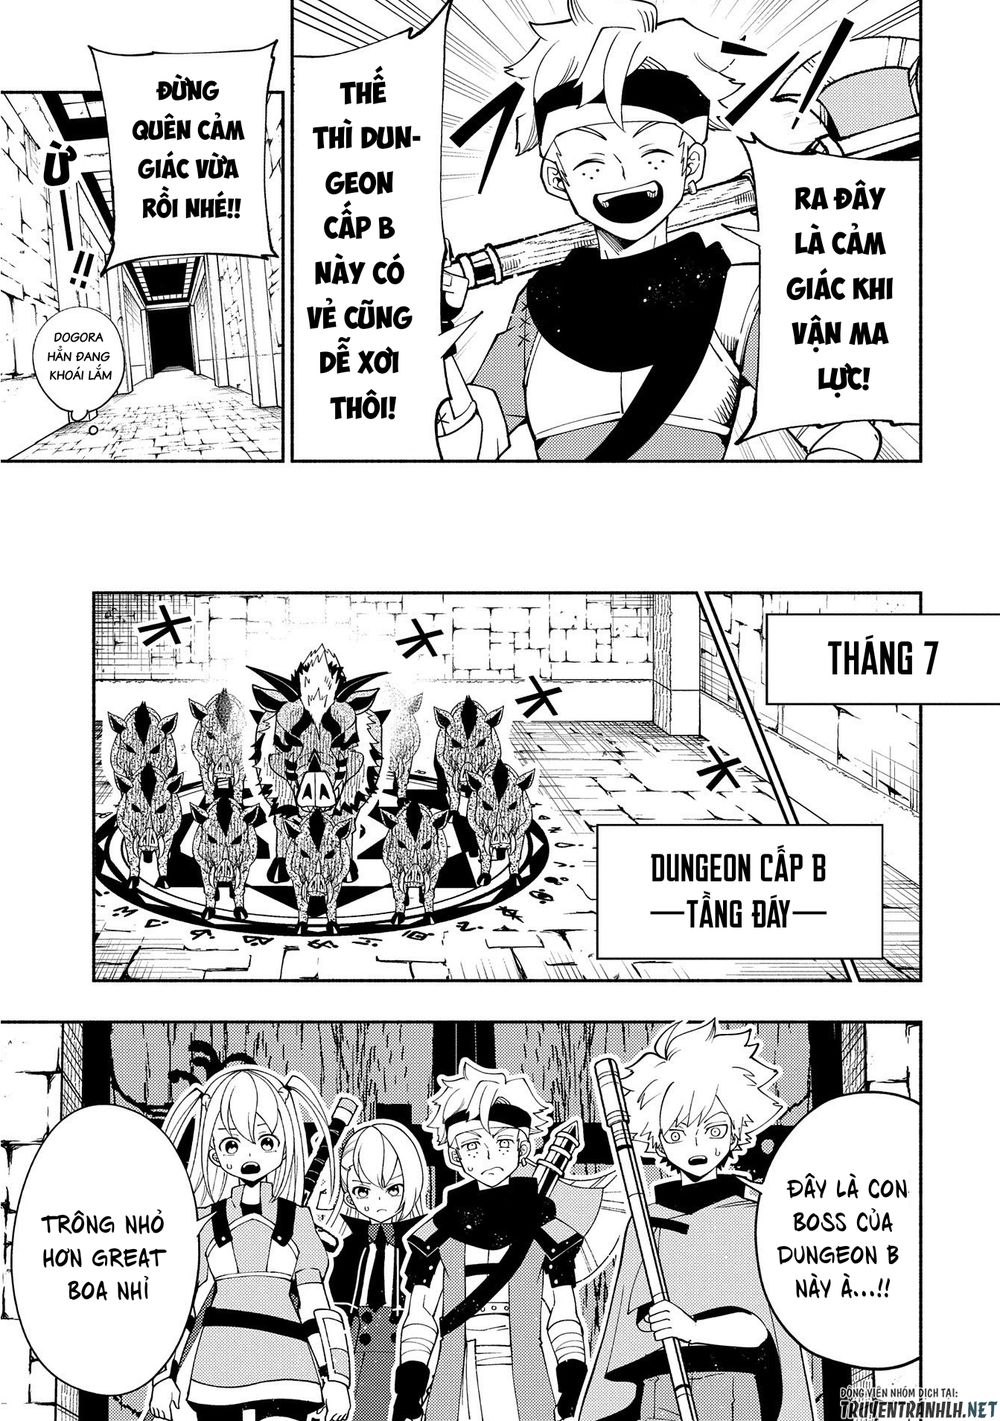 RA ĐÂY
LÀ CẢM
GIÁC KHI
VẬN MA
LỰC!
THẾ
THÌ DUN-
GEON
CẤP B
NÀY CÓ
VẺ CŨNG
DỄ XƠI
THÔI!
ĐỪNG
QUÊN CẢM
GIÁC VỪA
RỒI NHÉ!!
Ừ!!
DOGORA
HẲN ĐANG
KHOÁI LẮM
THÁNG 7
DUNGEON CẤP B
—TẦNG ĐÁY—
ĐÂY LÀ CON
BOSS CỦA
DUNGEON B
NÀY À...!!
TRÔNG NHỎ
HƠN GREAT
BOA NHỈ
ĐỘNG VIÊN NHÓM DỊCH TẠI:
TRUYENTRANHLH.NET